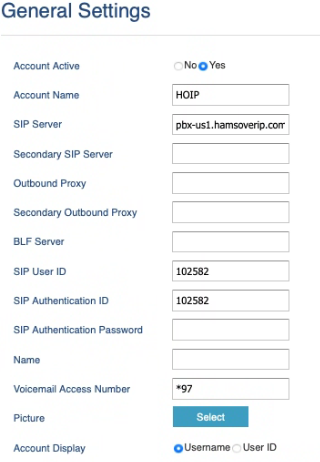 General Settings
Account Active No Yes
Account Name HOIP
SIP Server pbx-us1.hamsoverip.com
Secondary SIP Server
Outbound Proxy
Secondary Outbound Proxy
BLF Server
SIP User ID 102582
SIP Authentication ID 102582
SIP Authentication Password
Name
Voicemail Access Number *97
Picture Select
Account Display Username User ID